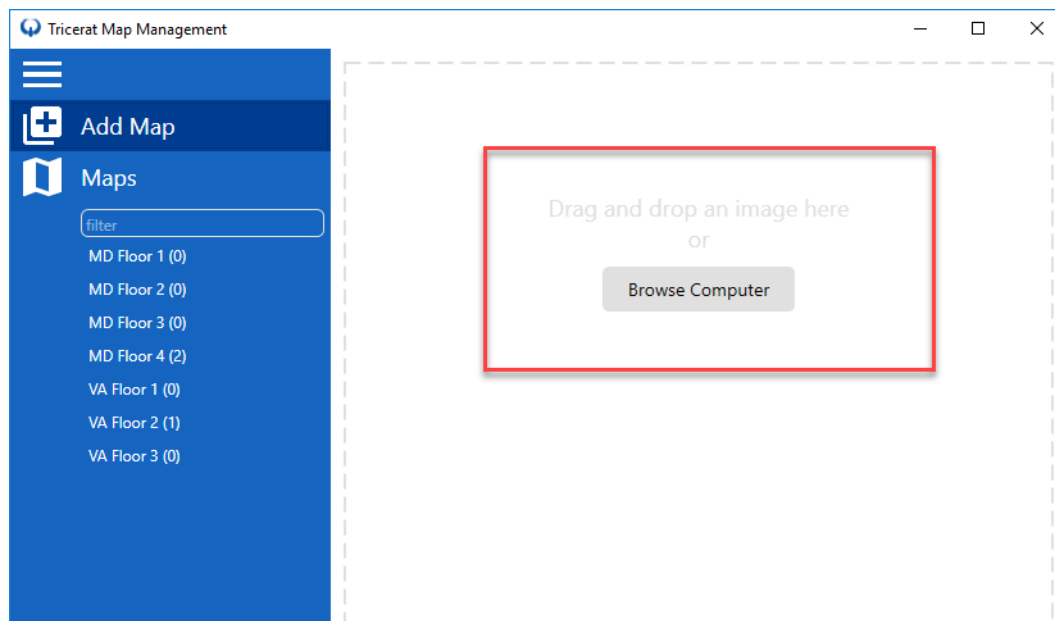 Tricerat Map Management
Add Map
Maps
filter
MD Floor 1 (0)
MD Floor 2 (0)
MD Floor 3 (0)
MD Floor 4 (2)
VA Floor 1 (0)
VA Floor 2 (1)
VA Floor 3 (0)
Drag and drop an image here
or
Browse Computer